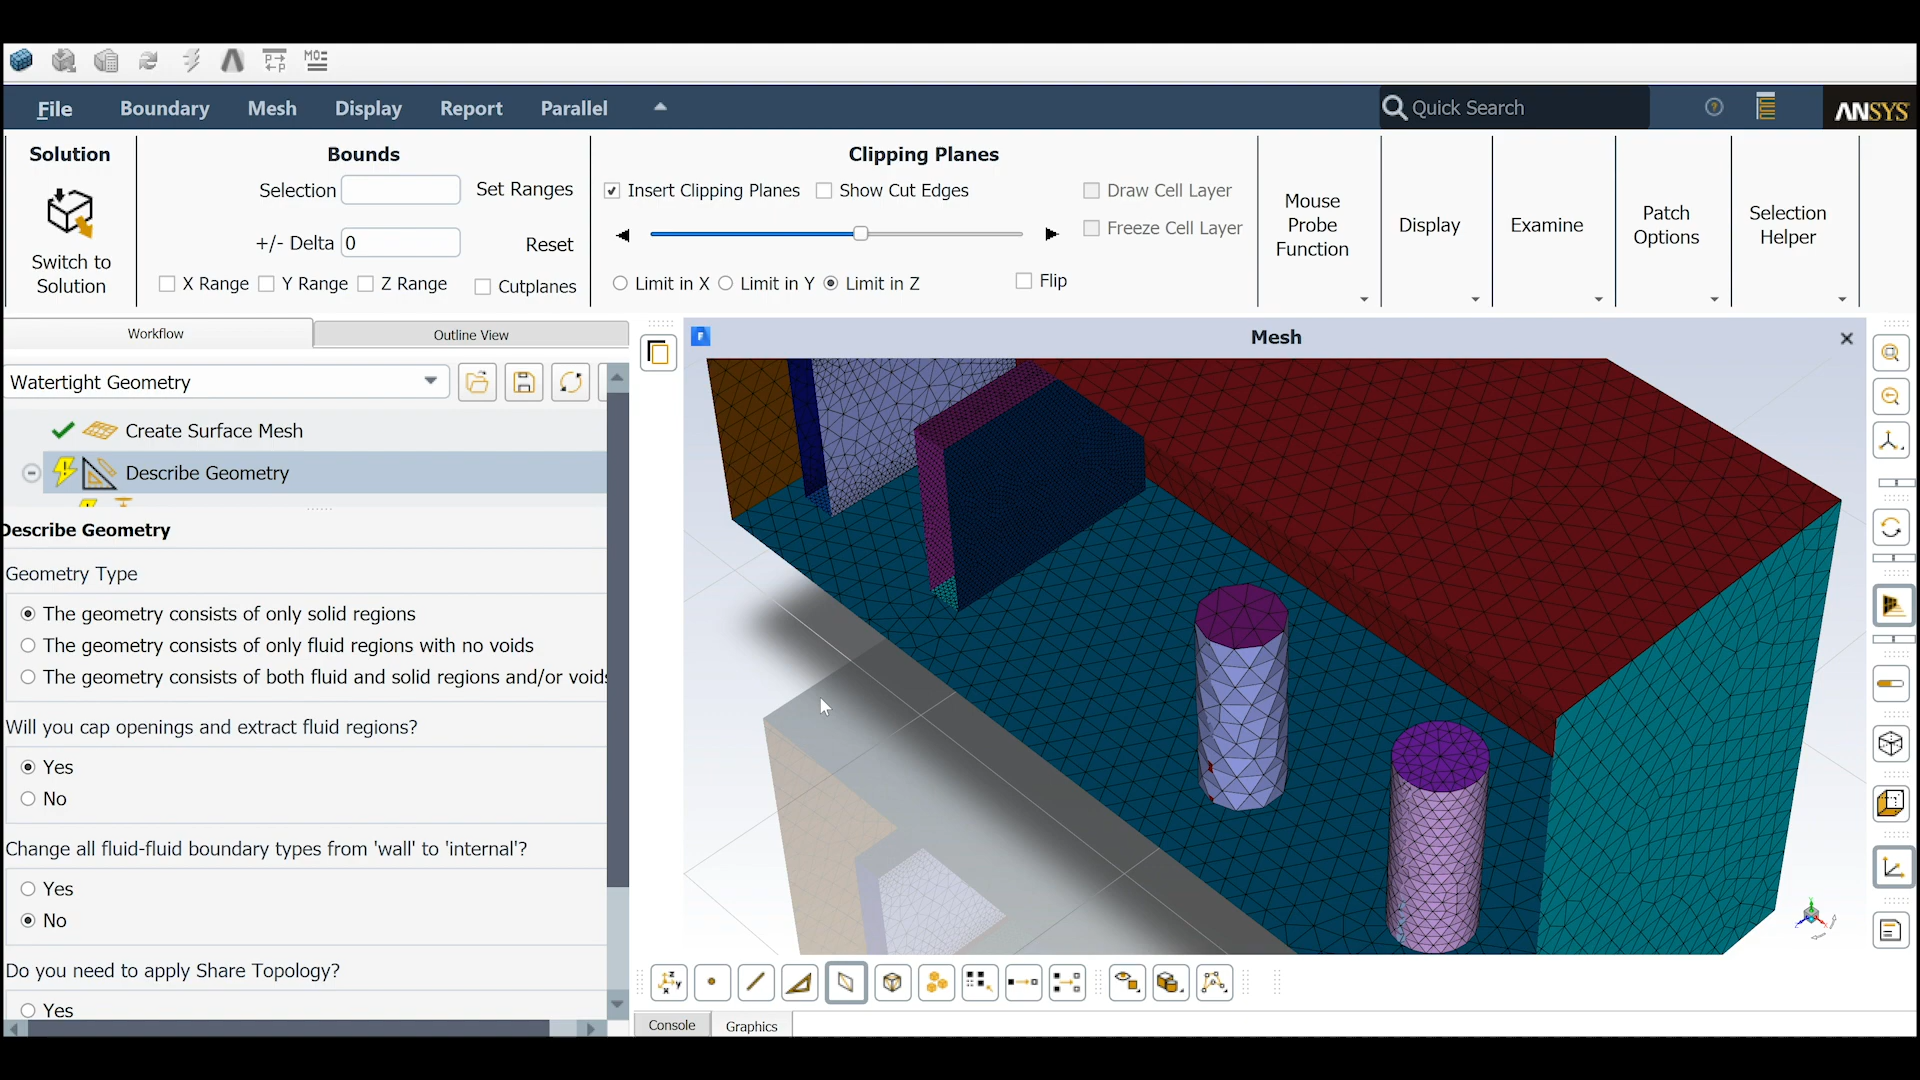 File
Boundary
Mesh
Display
Report
Parallel
Quick Search
ANSYS
Solution
Switch to
Solution
Bounds
Selection
Set Ranges
+/- Delta 0
Reset
X Range
Y Range
Z Range
Cutplanes
Clipping Planes
Insert Clipping Planes
Show Cut Edges
Draw Cell Layer
Freeze Cell Layer
Limit in X
Limit in Y
Limit in Z
Flip
Mouse
Probe
Function
Display
Examine
Patch
Options
Selection
Helper
Workflow
Outline View
Watertight Geometry
Create Surface Mesh
Describe Geometry
Describe Geometry
Geometry Type
The geometry consists of only solid regions
The geometry consists of only fluid regions with no voids
The geometry consists of both fluid and solid regions and/or voids
Will you cap openings and extract fluid regions?
Yes
No
Change all fluid-fluid boundary types from 'wall' to 'internal'?
Yes
No
Do you need to apply Share Topology?
Yes
Mesh
Console
Graphics